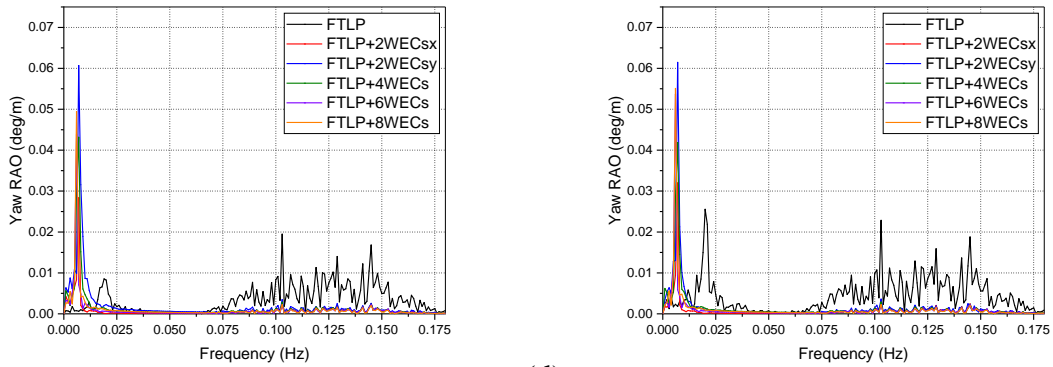 0.07
0.06
0.05
0.04
0.03
0.02
0.01
0.00
Yaw RAO (deg/m)
FTLP
FTLP+2WECsx
FTLP+2WECsy
FTLP+4WECs
FTLP+6WECs
FTLP+8WECs
0.000 0.025 0.050 0.075 0.100 0.125 0.150 0.175
Frequency (Hz)
0.07
0.06
0.05
0.04
0.03
0.02
0.01
0.00
Yaw RAO (deg/m)
FTLP
FTLP+2WECsx
FTLP+2WECsy
FTLP+4WECs
FTLP+6WECs
FTLP+8WECs
0.000 0.025 0.050 0.075 0.100 0.125 0.150 0.175
Frequency (Hz)